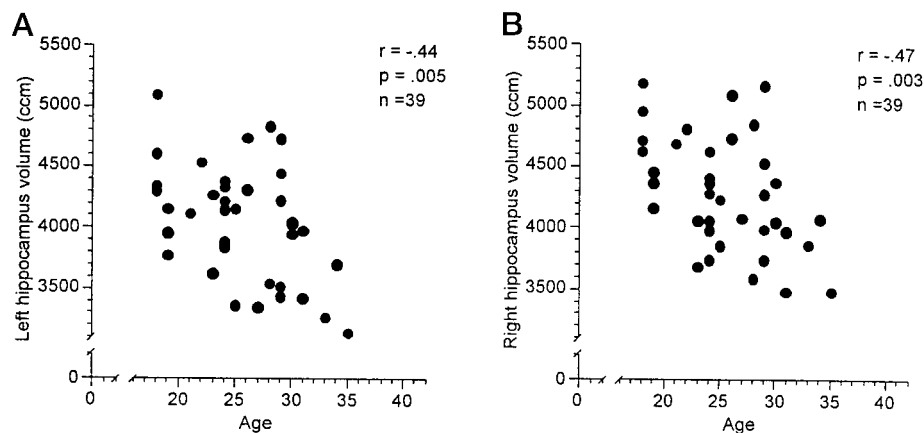 A
5500
5000
4500
4000
3500
0
Left hippocampus volume (ccm)
r = -.44
p = .005
n =39
0 20 25 30 35 40
Age
B
5500
5000
4500
4000
3500
0
Right hippocampus volume (ccm)
r = -.47
p = .003
n =39
0 20 25 30 35 40
Age